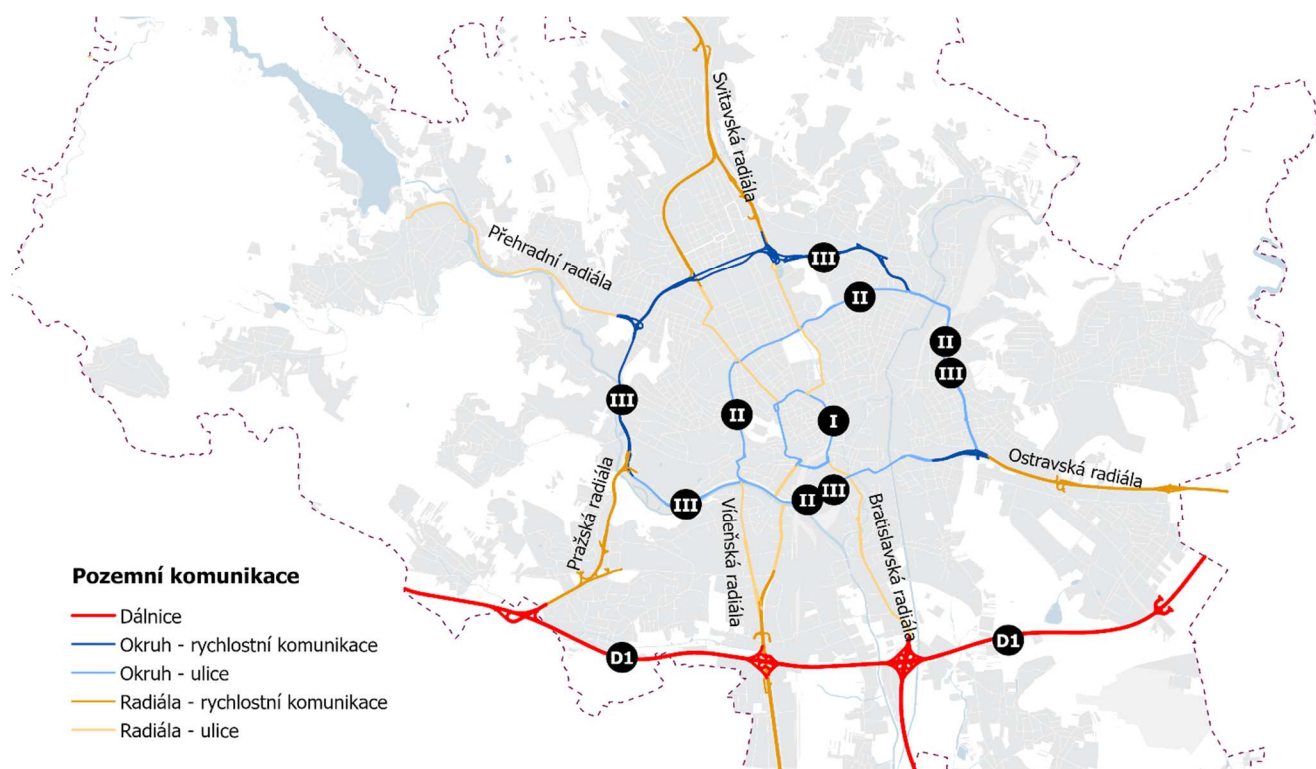 Svitavská radiála
Přehradní radiála
III
II
II
III
III
II
I
Ostravská radiála
III
II
III
Pražská radiála
Vídeňská radiála
Bratislavská radiála
D1
D1
Pozemní komunikace
Dálnice
Okruh - rychlostní komunikace
Okruh - ulice
Radiála - rychlostní komunikace
Radiála - ulice